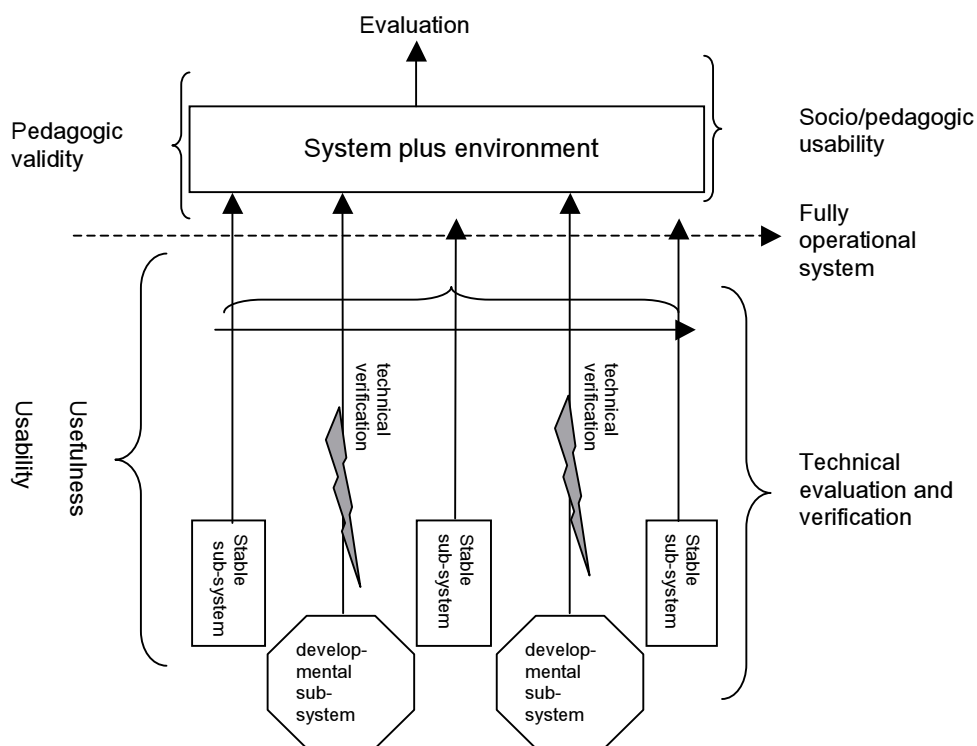 Evaluation
Pedagogic
validity
System plus environment
Socio/pedagogic
usability
Fully
operational
system
Usability
Usefulness
technical
verification
technical
verification
Technical
evaluation and
verification
Stable
sub-system
Stable
sub-system
Stable
sub-system
develop-
mental
sub-
system
develop-
mental
sub-
system